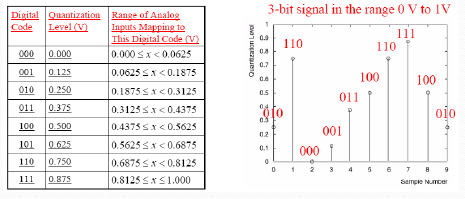 Digital Code Quantization Level (V) Range of Analog Inputs Mapping to This Digital Code (V)
000 0.000 0.000 ≤ x < 0.0625
001 0.125 0.0625 ≤ x < 0.1875
010 0.250 0.1875 ≤ x < 0.3125
011 0.375 0.3125 ≤ x < 0.4375
100 0.500 0.4375 ≤ x < 0.5625
101 0.625 0.5625 ≤ x < 0.6875
110 0.750 0.6875 ≤ x < 0.8125
111 0.875 0.8125 ≤ x ≤ 1.000
3-bit signal in the range 0 V to 1V
Quantization Level
1
0.9
0.8
0.7
0.6
0.5
0.4
0.3
0.2
0.1
0
010
110
000
001
011
100
110
111
100
010
0 1 2 3 4 5 6 7 8 9
Sample Number